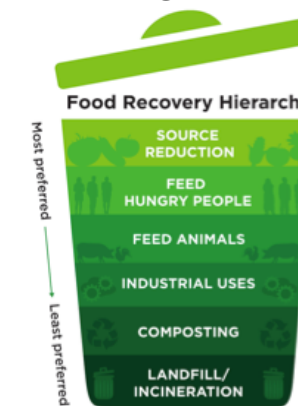 Food Recovery Hierarch
Most preferred
Least preferred
SOURCE
REDUCTION
FEED
HUNGRY PEOPLE
FEED ANIMALS
INDUSTRIAL USES
COMPOSTING
LANDFILL/
INCINERATION